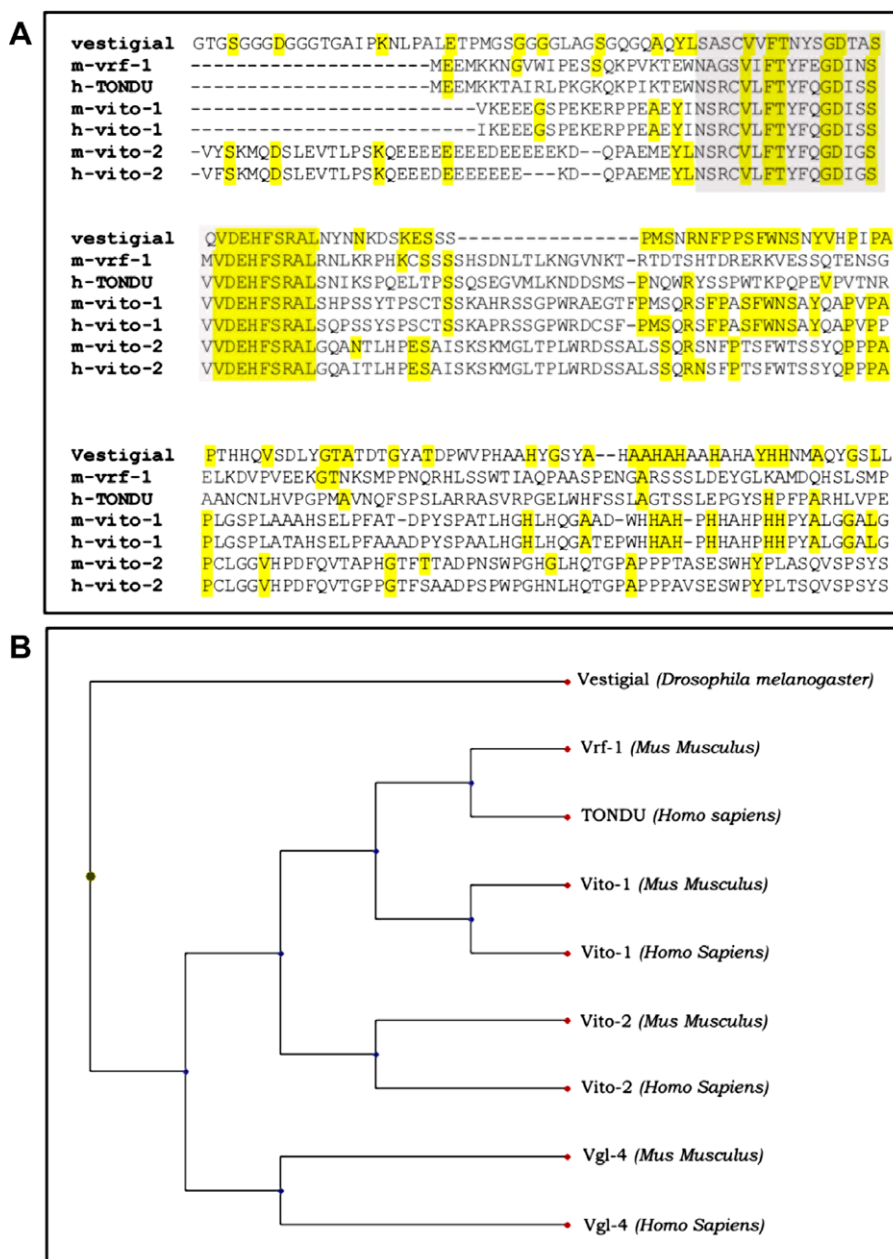 A
vestigial GTGSGGGDGGGTGAIPKNLPALETPMGSGGGGLAGSGQGQAQYLSASCVVFTNYSGDTAS
m-vrf-1 ---------------------MEEMKKNGVWIPESSQKPVKTEWNAGSVIFTYFEGDINS
h-TONDU ---------------------MEEMKKTAIRLPKGKQKPIKTEWNSRCVLFTYFQGDISS
m-vito-1 -------------------------VKEEEGSPEKERPPEAEYINSRCVLFTYFQGDISS
h-vito-1 -------------------------IKEEEGSPEKERPPEAEYINSRCVLFTYFQGDISS
m-vito-2 -VYSKMQDSLEVTLPSKQEEEEEEEEDEEEEEKD--QPAEMEYLNSRCVLFTYFQGDIGS
h-vito-2 -VFSKMQDSLEVTLPSKQEEEDEEEEEEE---KD--QPAEMEYLNSRCVLFTYFQGDIGS
vestigial QVDEHFSRALNYNNKDSKESSS----------------PMSNRNFPPSFWNSNYVHPIPA
m-vrf-1 MVDEHFSRALRNLKRPHKCSSSSHSDNLTLKNGVNKT-RTDTSHTDRERKVESSQTENSG
h-TONDU VVDEHFSRALSNIKSPQELTPSSQSEGVMLKNDDSMS-PNQWRYSSPWTKPQPEVPVTNR
m-vito-1 VVDEHFSRALSHPSSYTPSCTSSKAHRSSGPWRAEGTFPMSQRSFPASFWNSAYQAPVPA
h-vito-1 VVDEHFSRALSQPSSYSPSCTSSKAPRSSGPWRDCSF-PMSQRSFPASFWNSAYQAPVPP
m-vito-2 VVDEHFSRALGQANTLHPESAISKSKMGLTPLWRDSSALSSQRSNFPTSFWTSSYQPPPA
h-vito-2 VVDEHFSRALGQAITLHPESAISKSKMGLTPLWRDSSALSSQRNSFPTSFWTSSYQPPPA
Vestigial PTHHQVSDLYGTATDTGYATDPWVPHAAHYGSYA--HAAHAHAAHAHAYHHNMAQYGSLL
m-vrf-1 ELKDVPVEEKGTNKSMPPNQRHLSSWTIAQPAASPENGARSSSLDEYGLKAMDQHSLSMP
h-TONDU AANCNLHVPGPMAVNQFSPSLARRASVRPGELWHFSSLAGTSSLEPGYSHPFPARHLVPE
m-vito-1 PLGSPLAAAHSELPFAT-DPYSPATLHGHLHQGAAD-WHHAHPHHAHPHHPYALGGALG
h-vito-1 PLGSPLATAHSELPFAAADPYSPAALHGHLHQGATEPWHHAH-PHHAHPHHPYALGGALG
m-vito-2 PCLGGVHPDFQVTAPHGTFTTADPNSWPGHGLHQTGPAPPPTASESWHYPLASQVSPSYS
h-vito-2 PCLGGVHPDFQVTGPPGTFSAADPSPWPGHNLHQTGPAPPPAVSESWPYPLTSQVSPSYS
B
Vestigial (Drosophila melanogaster)
Vrf-1 (Mus Musculus)
TONDU (Homo sapiens)
Vito-1 (Mus Musculus)
Vito-1 (Homo Sapiens)
Vito-2 (Mus Musculus)
Vito-2 (Homo Sapiens)
Vgl-4 (Mus Musculus)
Vgl-4 (Homo Sapiens)